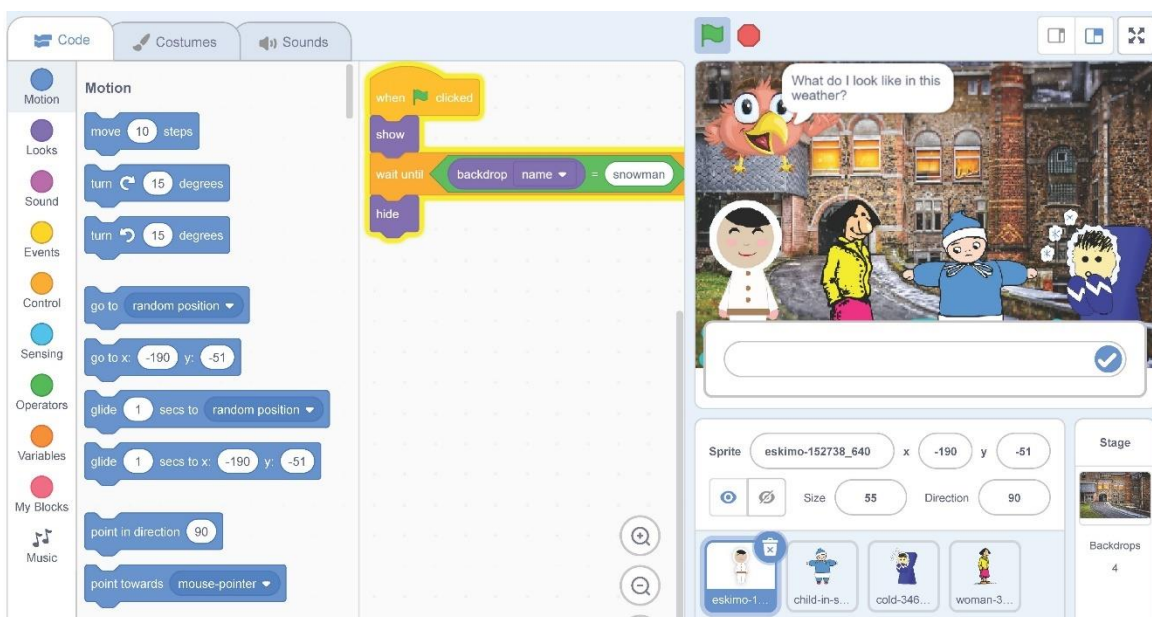 Code
Costumes
Sounds
Motion
Looks
Sound
Events
Control
Sensing
Operators
Variables
My Blocks
Music
Motion
move 10 steps
turn 15 degrees
turn 15 degrees
go to random position
go to x: -190 y: -51
glide 1 secs to random position
glide 1 secs to x: -190 y: -51
point in direction 90
point towards mouse-pointer
when clicked
show
wait until backdrop name = snowman
hide
What do I look like in this
weather?
Sprite eskimo-152738_640 x -190 y -51
Size 55 Direction 90
eskimo-1...
child-in-s...
cold-346...
woman-3...
Stage
Backdrops
4